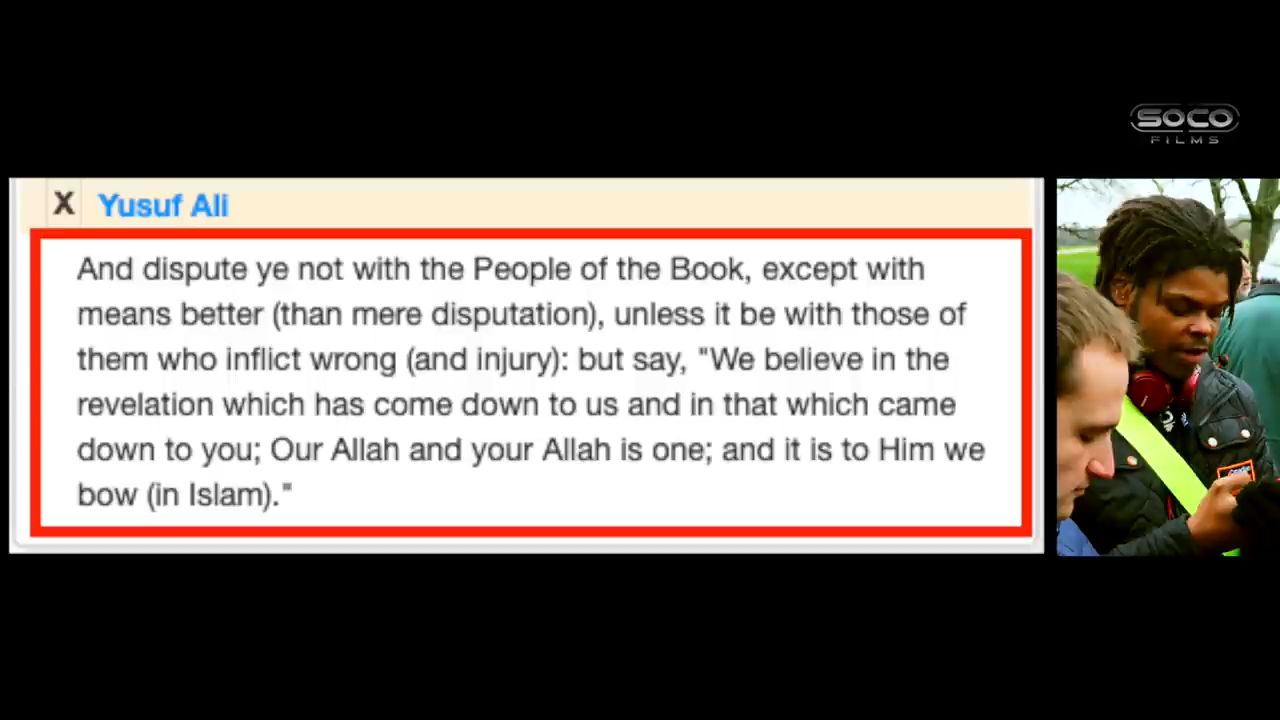 SOCO
FILMS
X Yusuf Ali
And dispute ye not with the People of the Book, except with
means better (than mere disputation), unless it be with those of
them who inflict wrong (and injury): but say, "We believe in the
revelation which has come down to us and in that which came
down to you; Our Allah and your Allah is one; and it is to Him we
bow (in Islam)."